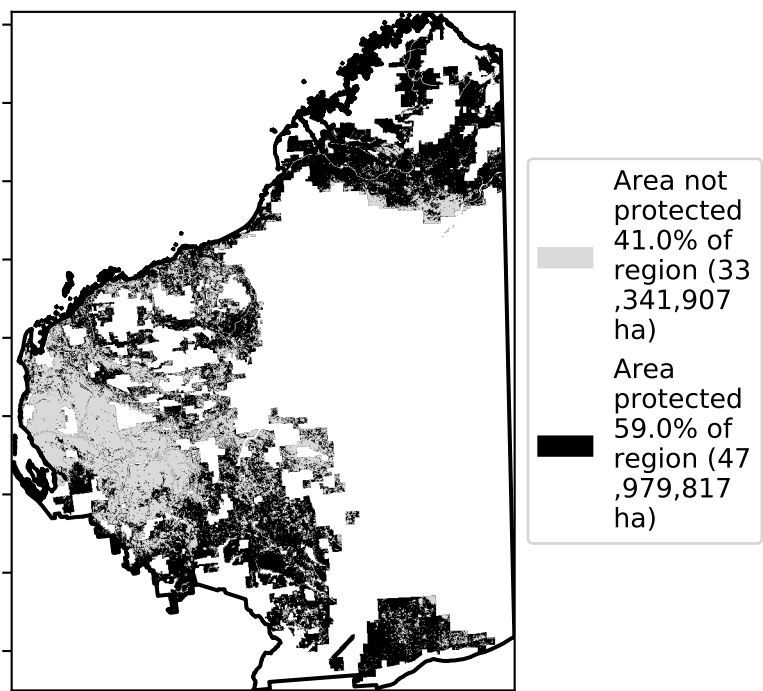 Area not
protected
41.0% of
region (33
,341,907
ha)
Area
protected
59.0% of
region (47
,979,817
ha)